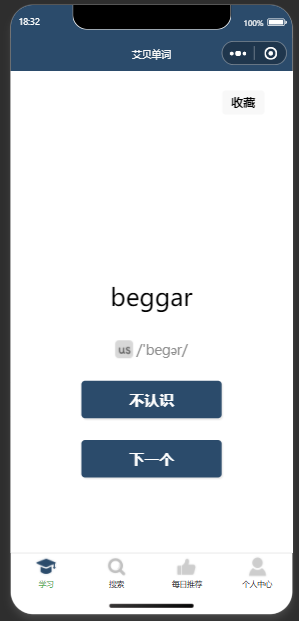 18:32
100%
艾贝单词
收藏
beggar
us /'begər/
不认识
下一个
学习
搜索
每日推荐
个人中心